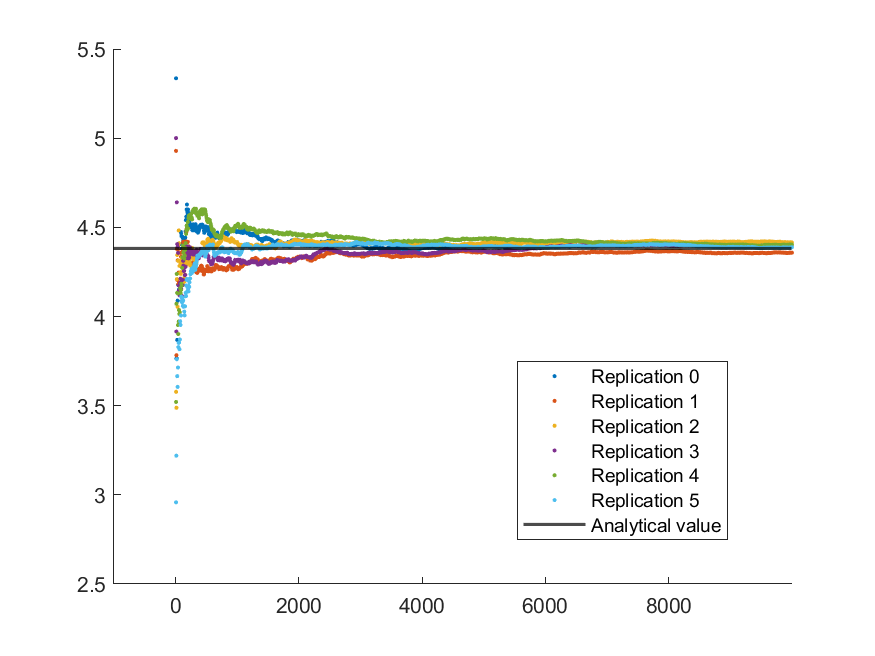 5.5
5
4.5
4
3.5
3
2.5
0 2000 4000 6000 8000
Replication 0
Replication 1
Replication 2
Replication 3
Replication 4
Replication 5
Analytical value